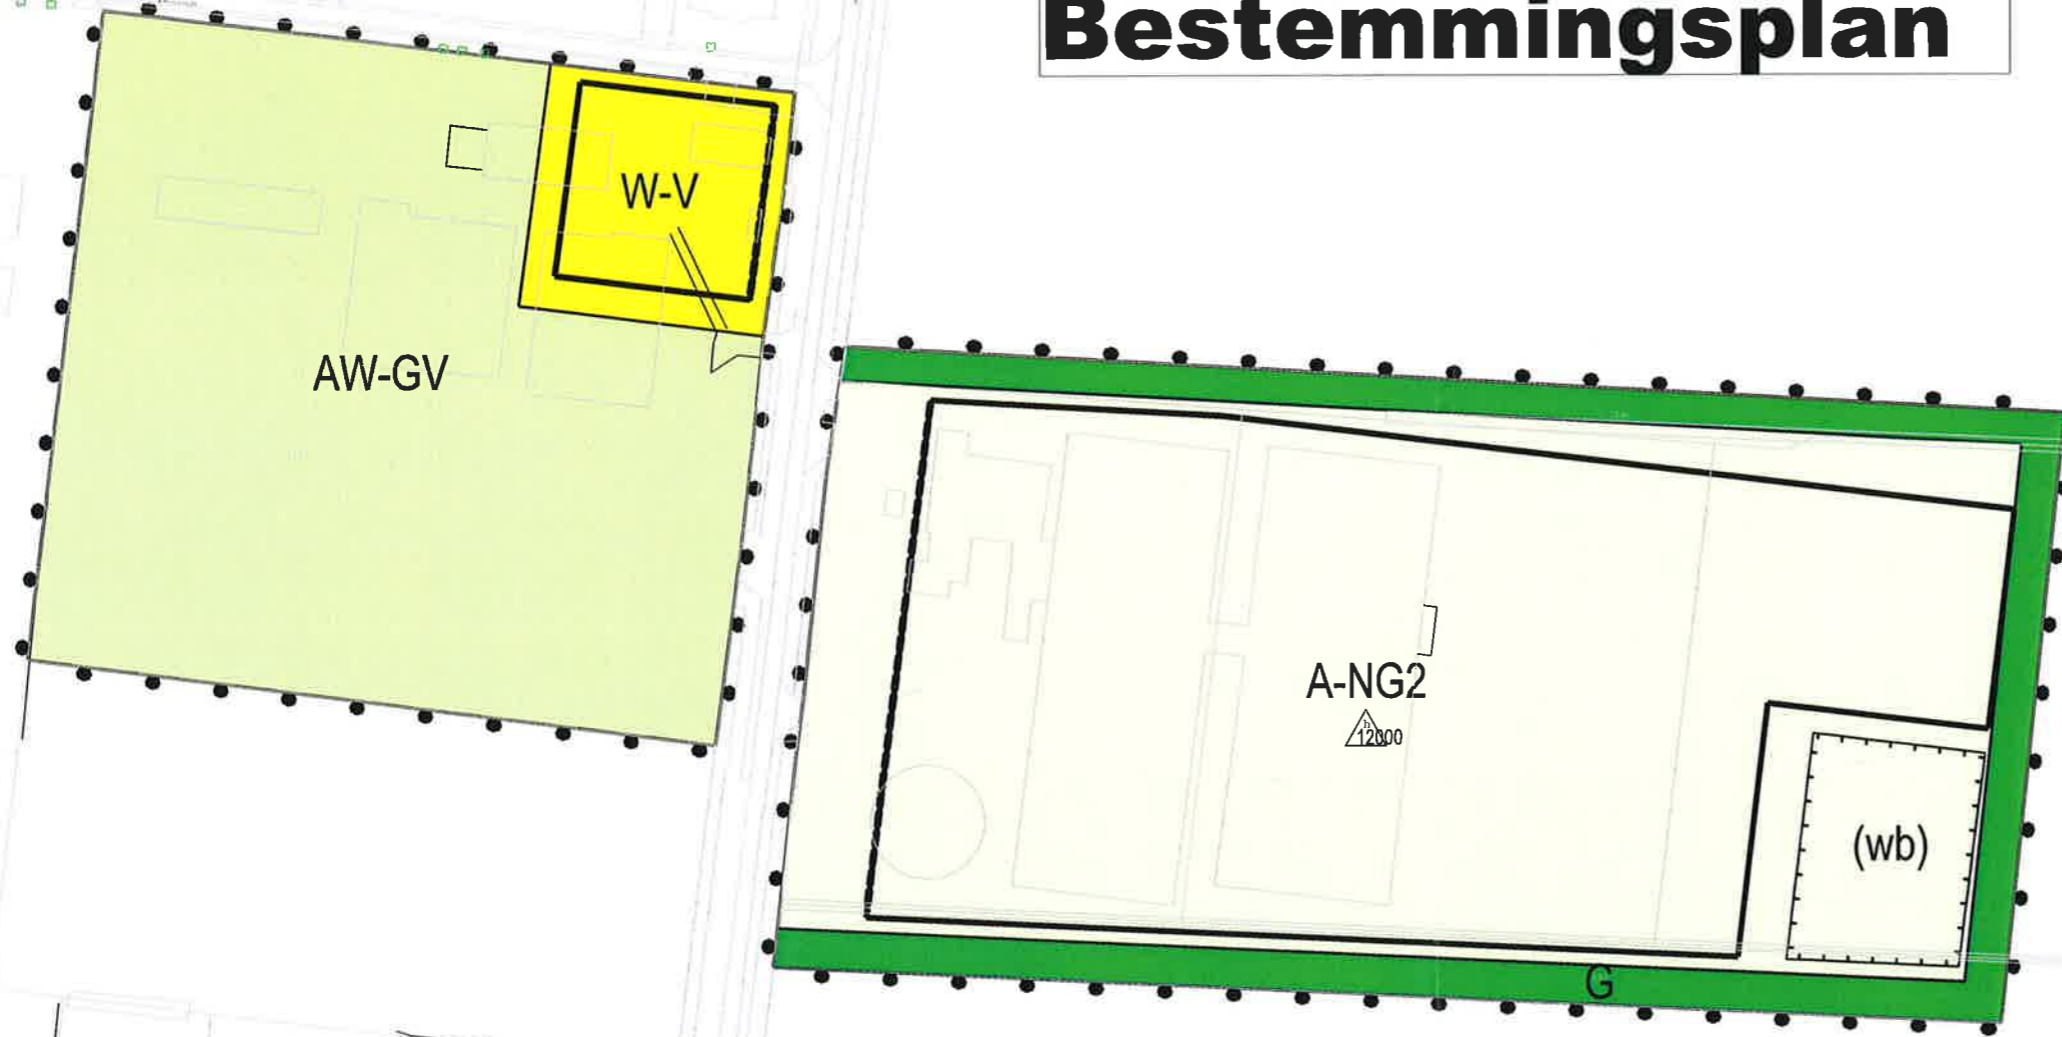 Bestemmingsplan
W-V
AW-GV
A-NG2
h
12000
(wb)
G